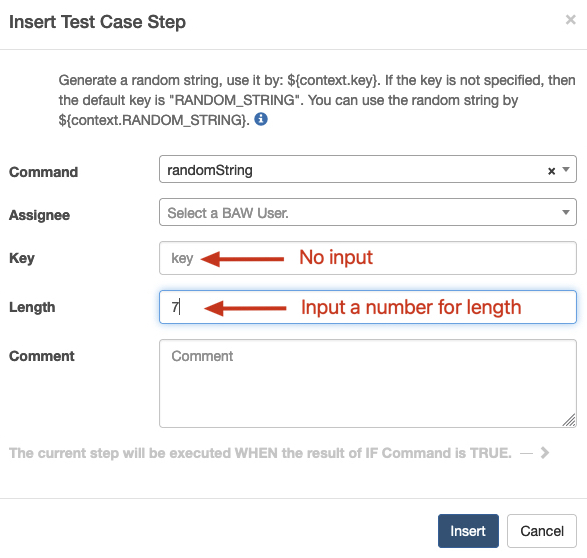 Insert Test Case Step
×
Generate a random string, use it by: ${context.key}. If the key is not specified, then
the default key is "RANDOM_STRING". You can use the random string by
${context.RANDOM_STRING}. i
Command
randomString
×
Assignee
Select a BAW User.
Key
key
No input
Length
7
Input a number for length
Comment
Comment
The current step will be executed WHEN the result of IF Command is TRUE.
Insert
Cancel